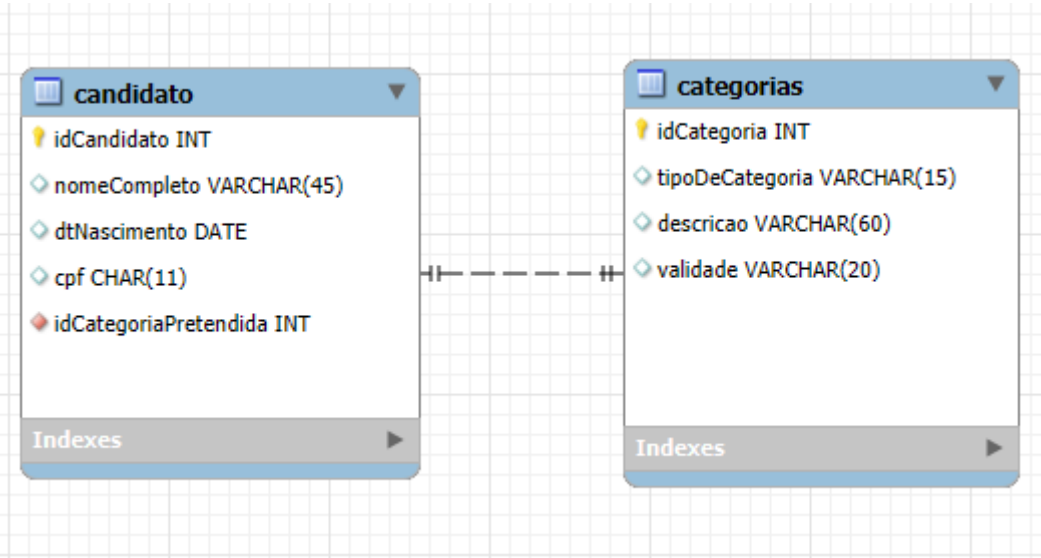 candidato
idCandidato INT
nomeCompleto VARCHAR(45)
dtNascimento DATE
cpf CHAR(11)
idCategoriaPretendida INT
Indexes
categorias
idCategoria INT
tipoDeCategoria VARCHAR(15)
descricao VARCHAR(60)
validade VARCHAR(20)
Indexes